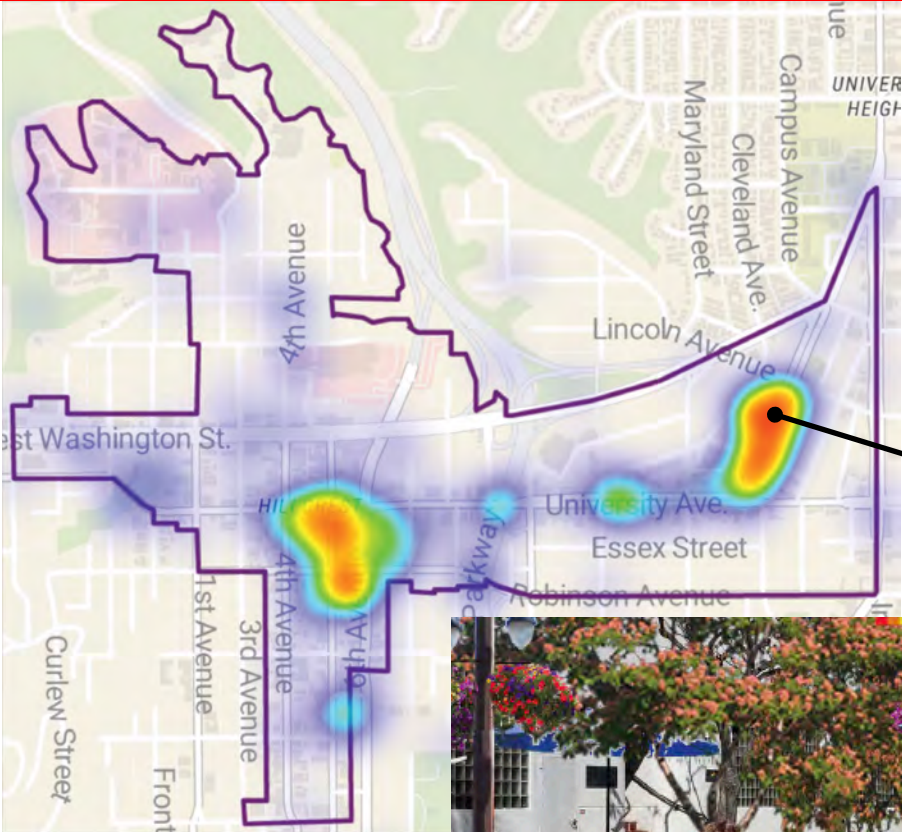 UNIVER
HEIGH
Campus Avenue
Cleveland Ave.
Maryland Street
4th Avenue
Lincoln Avenue
est Washington St.
University Ave.
Essex Street
Parkway
Robinson Avenue
1st Avenue
4th Avenue
3rd Avenue
Curlew Street
Front